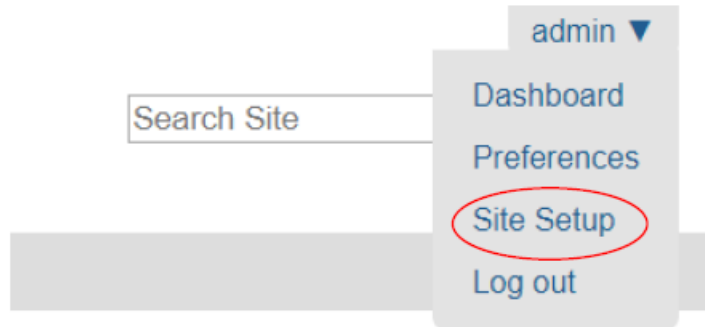 admin ▼
Dashboard
Search Site
Preferences
Site Setup
Log out